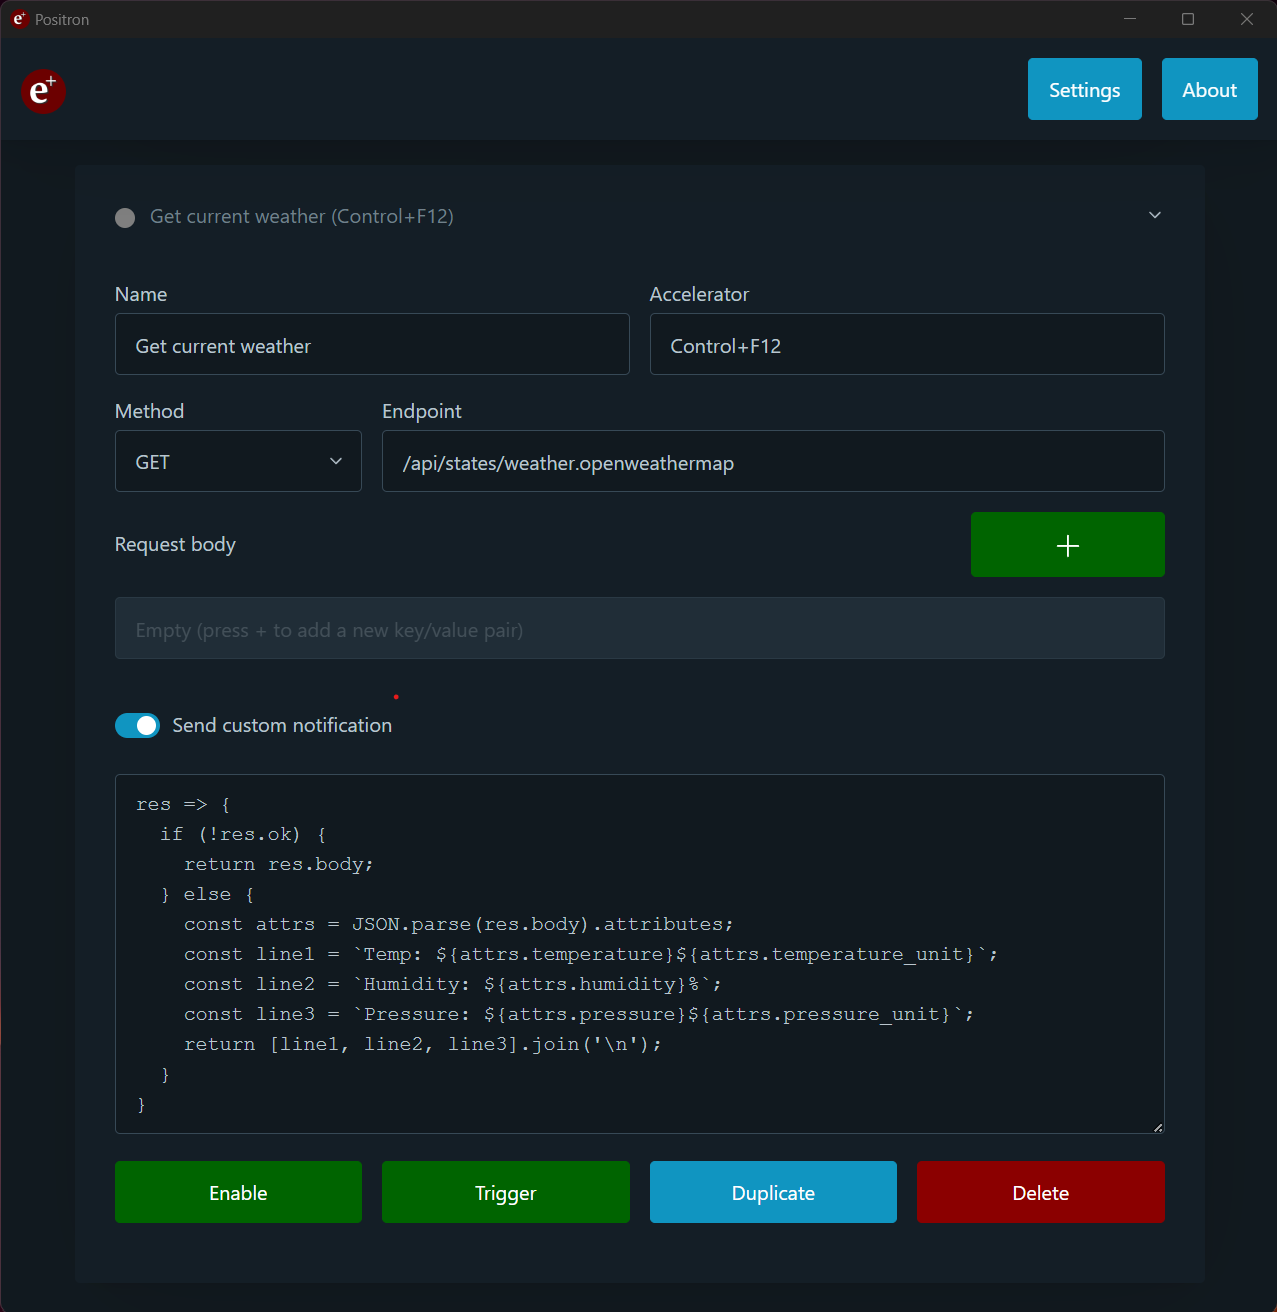 Positron
e+
Settings
About
Get current weather (Control+F12)
Name
Accelerator
Get current weather
Control+F12
Method
Endpoint
GET
/api/states/weather.openweathermap
Request body
+
Empty (press + to add a new key/value pair)
Send custom notification
res => {
  if (!res.ok) {
    return res.body;
  } else {
    const attrs = JSON.parse(res.body).attributes;
    const line1 = `Temp: ${attrs.temperature}${attrs.temperature_unit}`;
    const line2 = `Humidity: ${attrs.humidity}%`;
    const line3 = `Pressure: ${attrs.pressure}${attrs.pressure_unit}`;
    return [line1, line2, line3].join('\n');
  }
}
Enable
Trigger
Duplicate
Delete